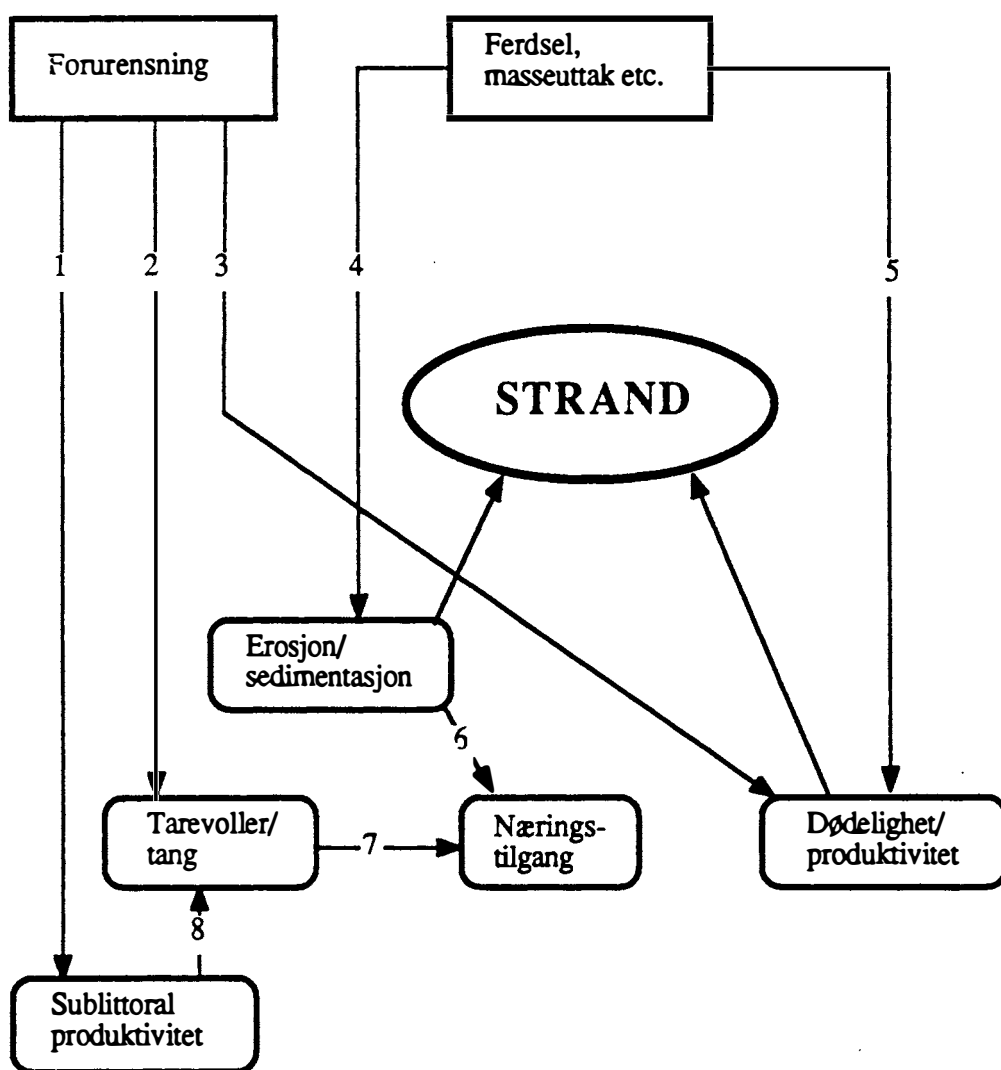 Forurensning
Ferdsel,
masseuttak etc.
1
2
3
4
5
STRAND
Erosjon/
sedimentasjon
6
Tarevoller/
tang
7
Nærings-
tilgang
Dødelighet/
produktivitet
8
Sublittoral
produktivitet